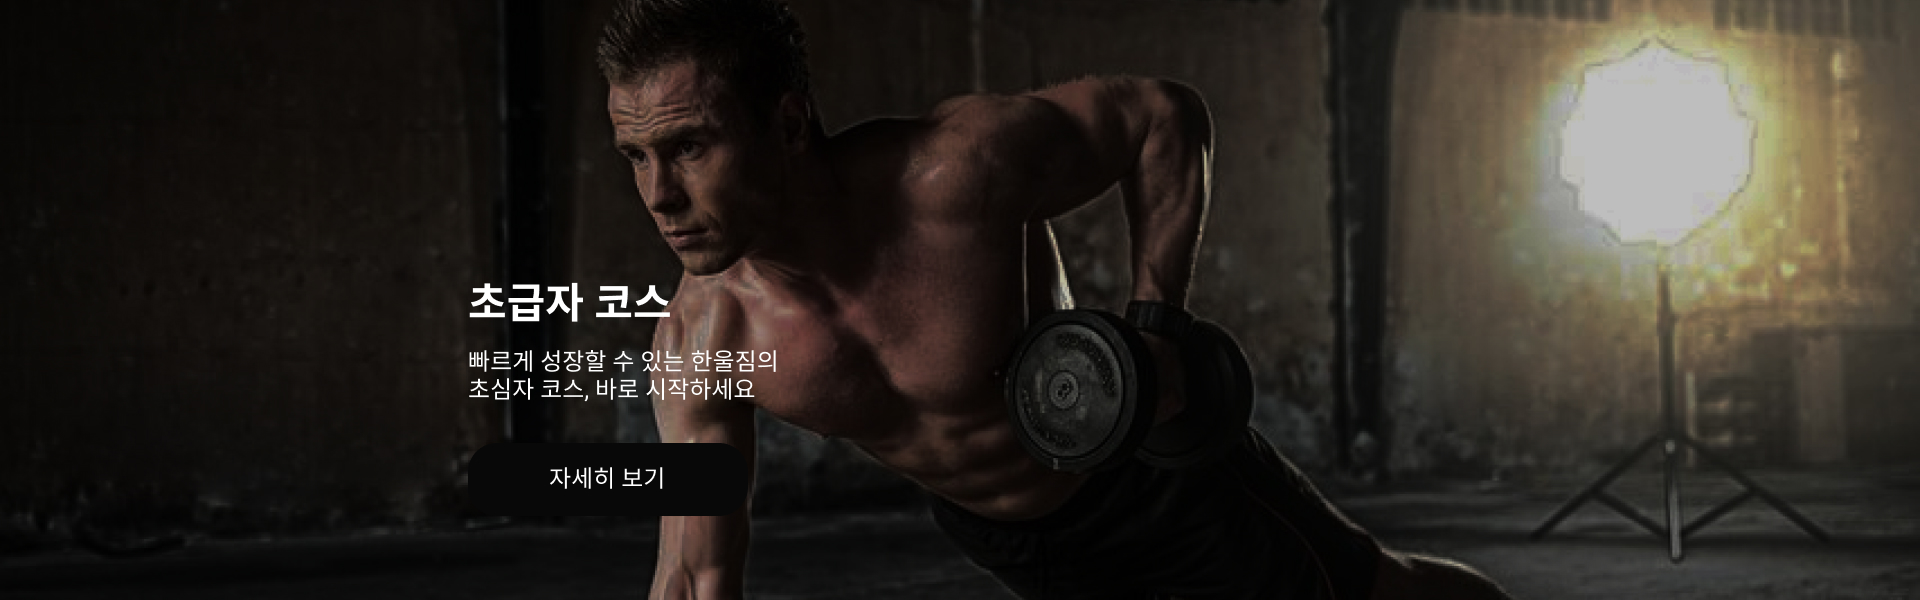 초급자 코스
빠르게 성장할 수 있는 한울짐의
초심자 코스, 바로 시작하세요
자세히 보기